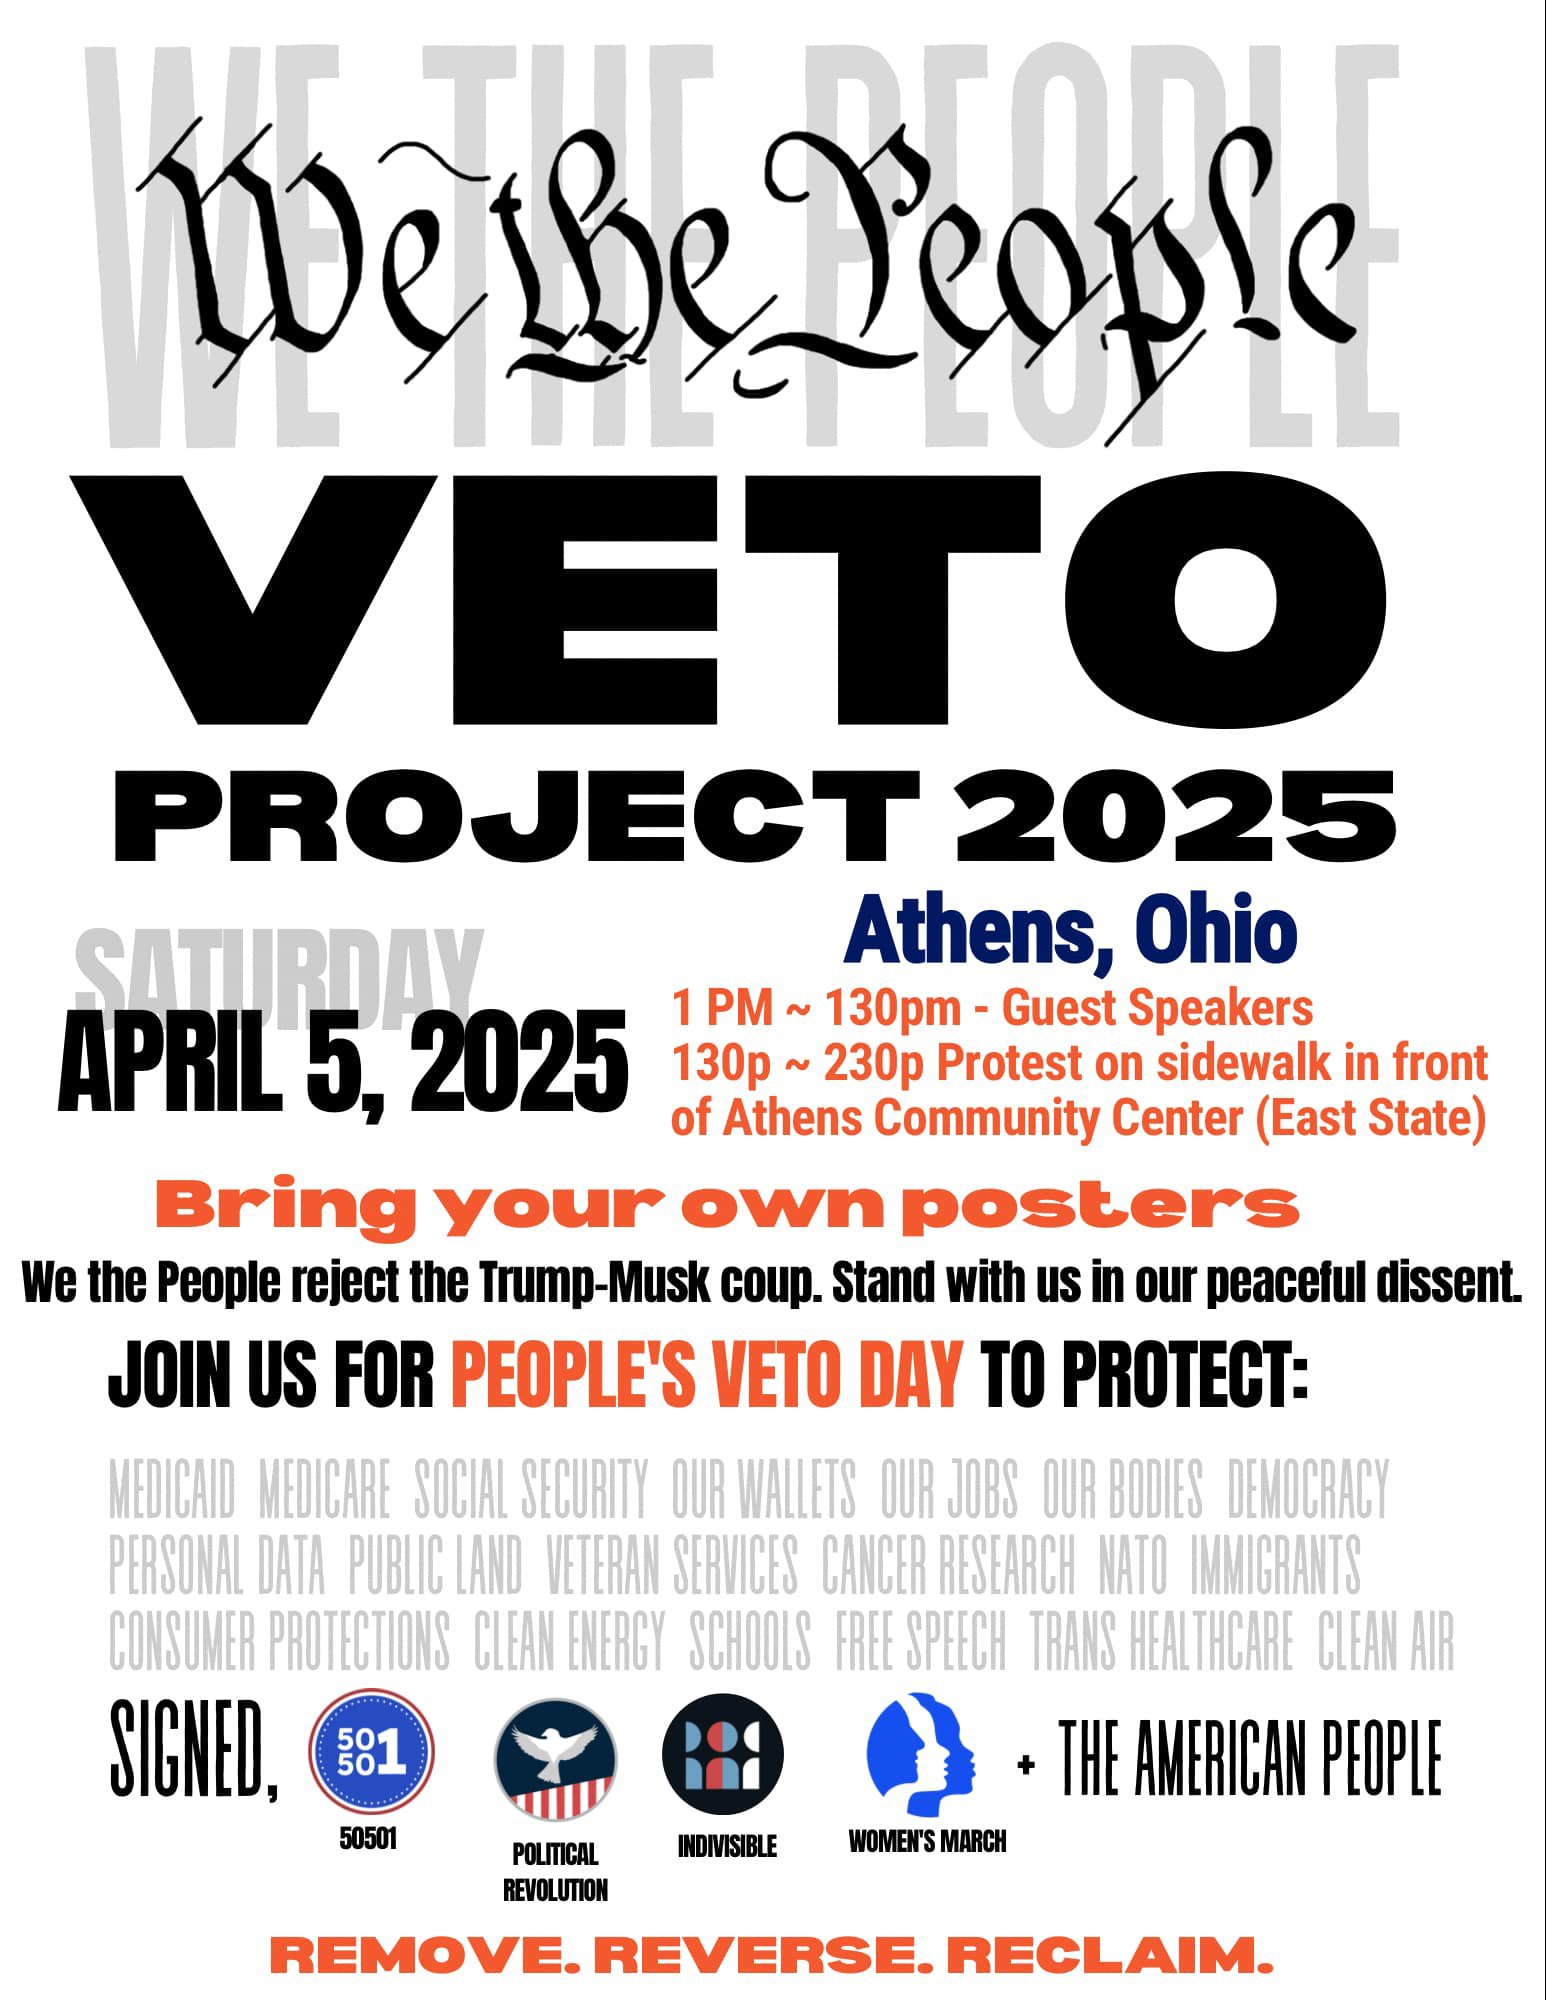 WE THE PEOPLE
We the People
VETO
PROJECT 2025
Athens, Ohio
SATURDAY
APRIL 5, 2025
1 PM ~ 130pm - Guest Speakers
130p ~ 230p Protest on sidewalk in front
of Athens Community Center (East State)
Bring your own posters
We the People reject the Trump-Musk coup. Stand with us in our peaceful dissent.
JOIN US FOR PEOPLE'S VETO DAY TO PROTECT:
MEDICAID MEDICARE SOCIAL SECURITY OUR WALLETS OUR JOBS OUR BODIES DEMOCRACY
PERSONAL DATA PUBLIC LAND VETERAN SERVICES CANCER RESEARCH NATO IMMIGRANTS
CONSUMER PROTECTIONS CLEAN ENERGY SCHOOLS FREE SPEECH TRANS HEALTHCARE CLEAN AIR
SIGNED,
50
50 1
50501
POLITICAL
REVOLUTION
INDIVISIBLE
WOMEN'S MARCH
+ THE AMERICAN PEOPLE
REMOVE. REVERSE. RECLAIM.